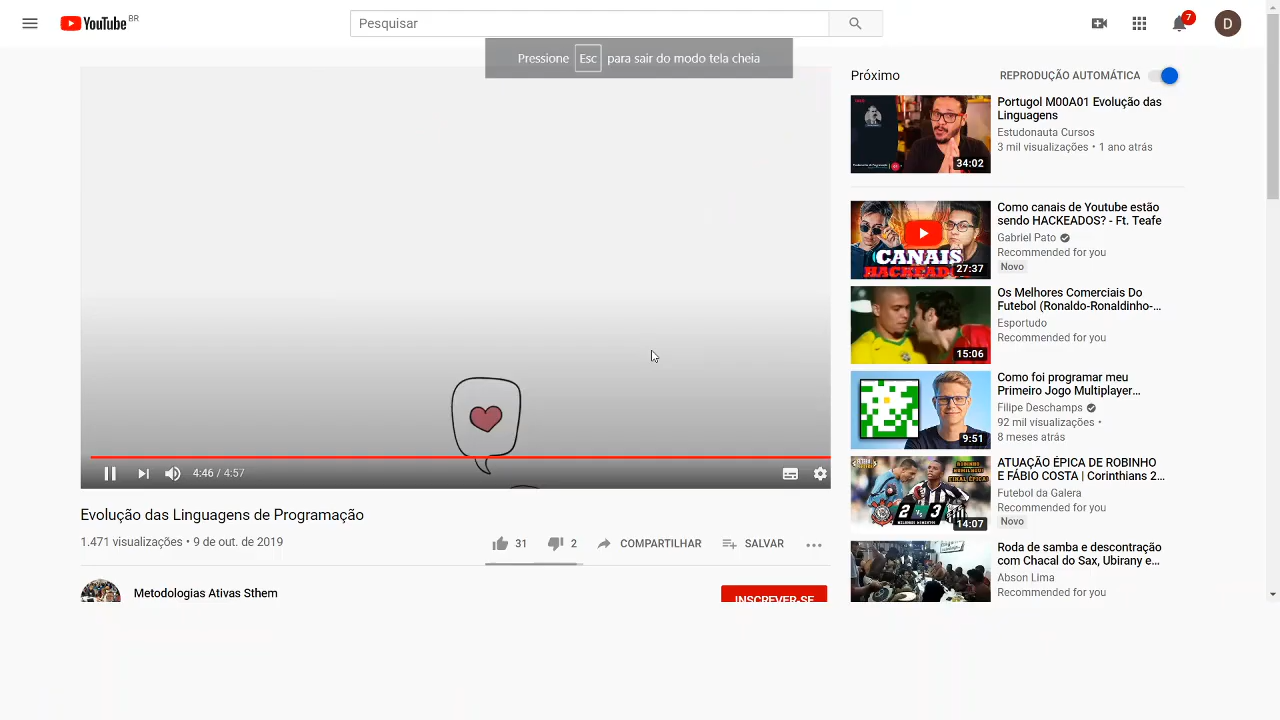 YouTube BR
Pesquisar
7
D
Pressione Esc para sair do modo tela cheia
4:46 / 4:57
Evolução das Linguagens de Programação
1.471 visualizações • 9 de out. de 2019
31
2
COMPARTILHAR
SALVAR
Metodologias Ativas Sthem
INSCREVER-SE
Próximo
REPRODUÇÃO AUTOMÁTICA
34:02
Portugol M00A01 Evolução das
Linguagens
Estudonauta Cursos
3 mil visualizações • 1 ano atrás
CANAIS
HACKEADOS
27:37
Como canais de Youtube estão
sendo HACKEADOS? - Ft. Teafe
Gabriel Pato
Recommended for you
Novo
15:06
Os Melhores Comerciais Do
Futebol (Ronaldo-Ronaldinho-...
Esportudo
Recommended for you
9:51
Como foi programar meu
Primeiro Jogo Multiplayer...
Filipe Deschamps
92 mil visualizações •
8 meses atrás
2 3
14:07
ATUAÇÃO ÉPICA DE ROBINHO
E FÁBIO COSTA | Corinthians 2...
Futebol da Galera
Recommended for you
Novo
Roda de samba e descontração
com Chacal do Sax, Ubirany e...
Abson Lima
Recommended for you